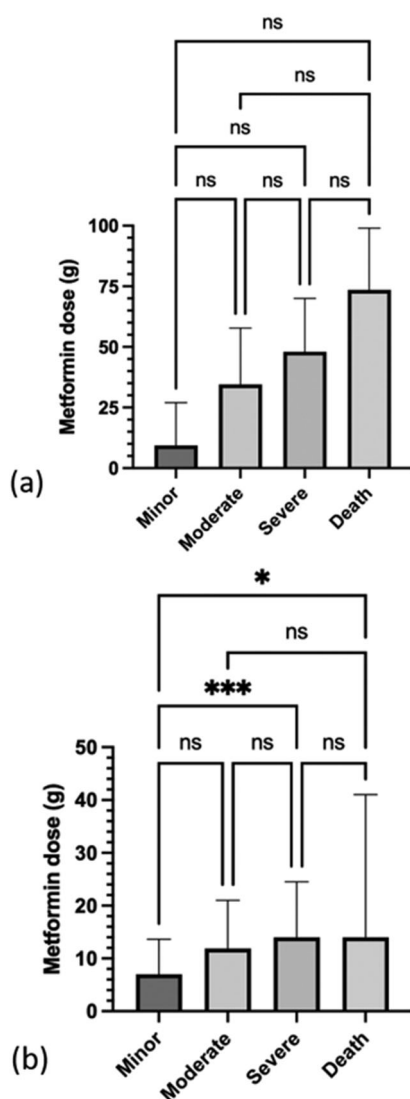 ns
ns
ns
ns ns ns
100
75
50
25
0
Metformin dose (g)
Minor Moderate Severe Death
(a)
*
ns
***
ns ns ns
50
40
30
20
10
0
Metformin dose (g)
Minor Moderate Severe Death
(b)